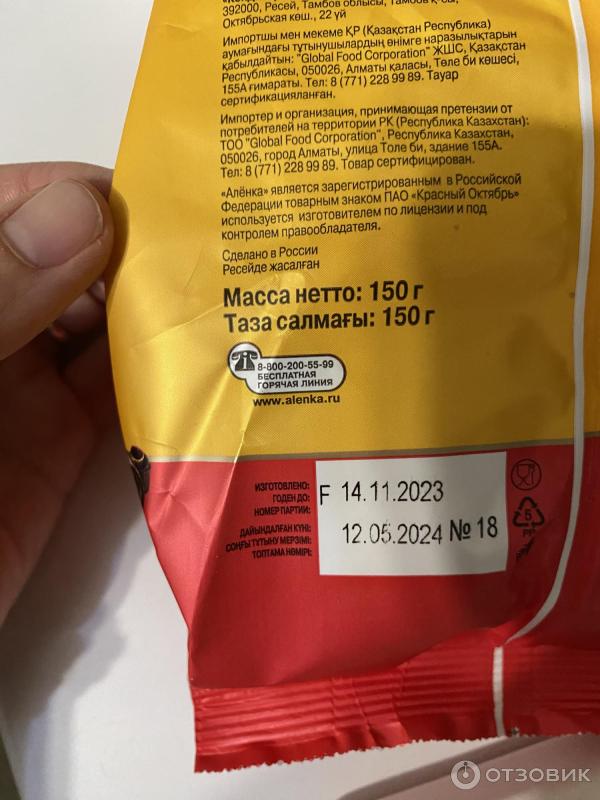 392000, Ресей, Тамбов облысы, Тамбов қ-сы,
Октябрьская көш., 22 үй
Импортшы мен мекеме ҚР (Қазақстан Республика)
аумағындағы тұтынушылардың өнімге наразылықтарын
қабылдайтын: "Global Food Corporation" ЖШС, Қазақстан
Республикасы, 050026, Алматы қаласы, Төле би көшесі,
155А ғимараты. Тел: 8 (771) 228 99 89. Тауар
сертификацияланған.
Импортер и организация, принимающая претензии от
потребителей на территории РК (Республика Казахстан):
ТОО "Global Food Corporation", Республика Казахстан,
050026, город Алматы, улица Толе би, здание 155А.
Тел: 8 (771) 228 99 89. Товар сертифицирован.
«Алёнка» является зарегистрированным в Российской
Федерации товарным знаком ПАО «Красный Октябрь»
используется изготовителем по лицензии и под
контролем правообладателя.
Сделано в России
Ресейде жасалған
Масса нетто: 150 г
Таза салмағы: 150 г
8-800-200-55-99
БЕСПЛАТНАЯ
ГОРЯЧАЯ ЛИНИЯ
www.alenka.ru
ИЗГОТОВЛЕНО:
ГОДЕН ДО:
НОМЕР ПАРТИИ:
ДАЙЫНДАЛҒАН КҮНІ:
СОҢҒЫ ТҰТЫНУ МЕРЗІМІ:
ТОПТАМА НӨМІРІ:
F 14.11.2023
12.05.2024 № 18
5
PP
ОТЗОВИК